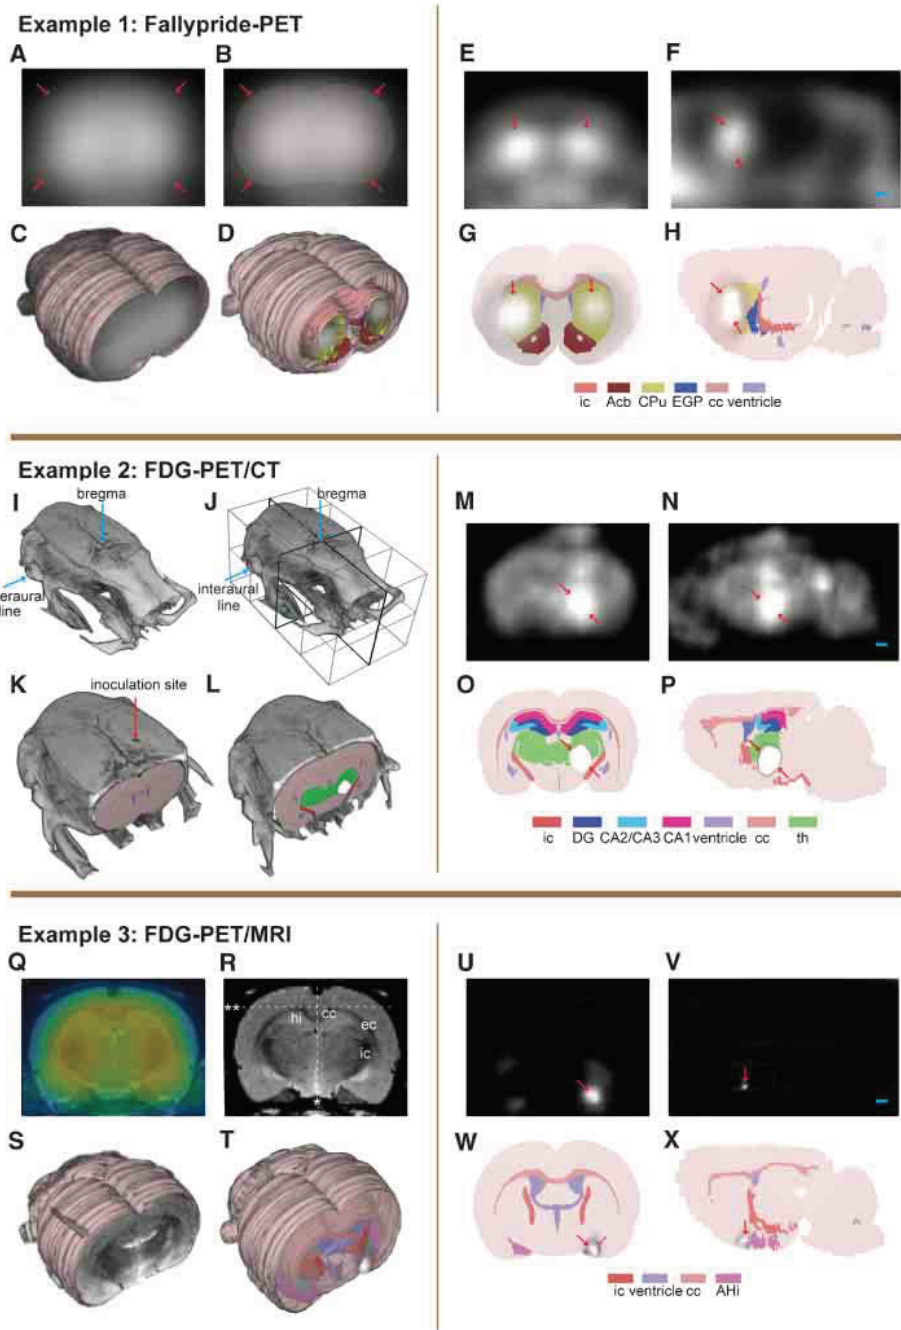 Example 1: Fallypride-PET
A
B
E
F
C
D
G
H
ic Acb CPu EGP cc ventricle
Example 2: FDG-PET/CT
I
bregma
J
bregma
M
N
interaural
line
eraural
line
K
inoculation site
L
O
P
ic DG CA2/CA3 CA1 ventricle cc th
Example 3: FDG-PET/MRI
Q
R
U
V
**
hi
cc
ec
ic
*
S
T
W
X
ic ventricle cc AHi